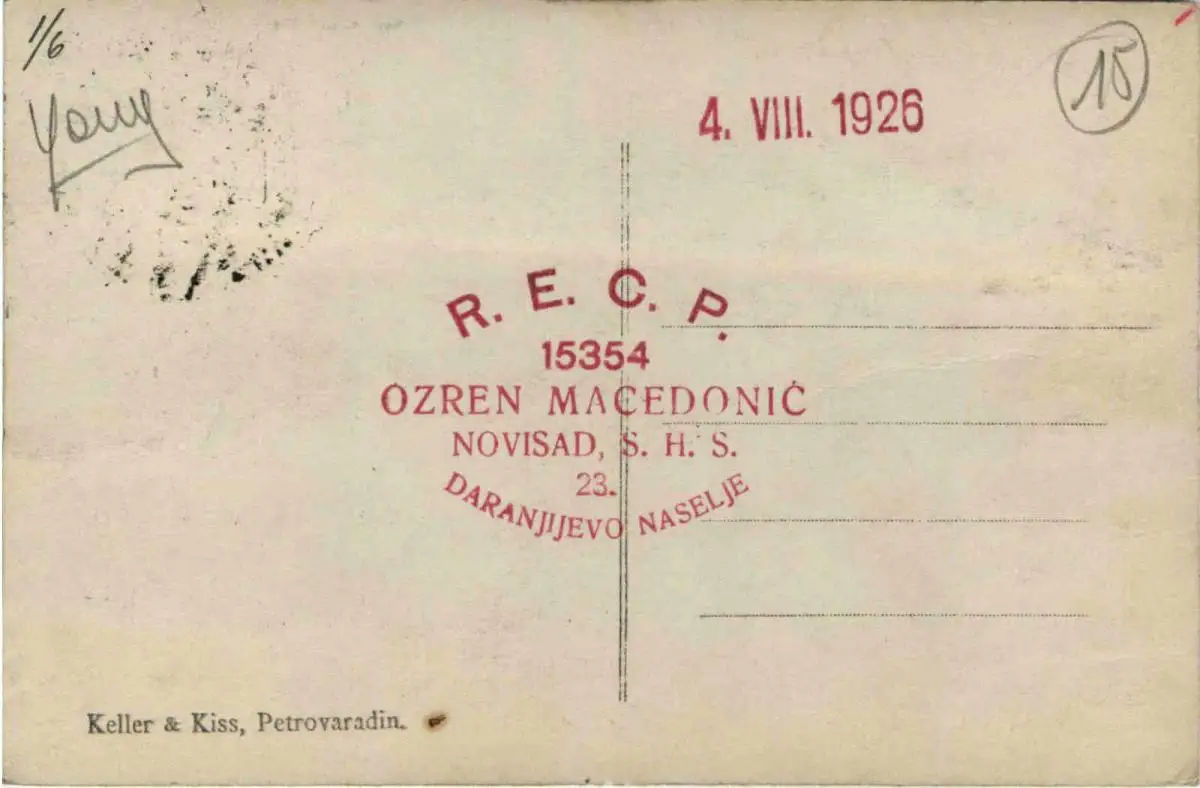 1/6
15
4. VIII. 1926
R. E. C. P.
15354
OZREN MACEDONIĆ
NOVISAD, S. H. S.
23.
DARANJIJEVO NASELJE
Keller & Kiss, Petrovaradin.